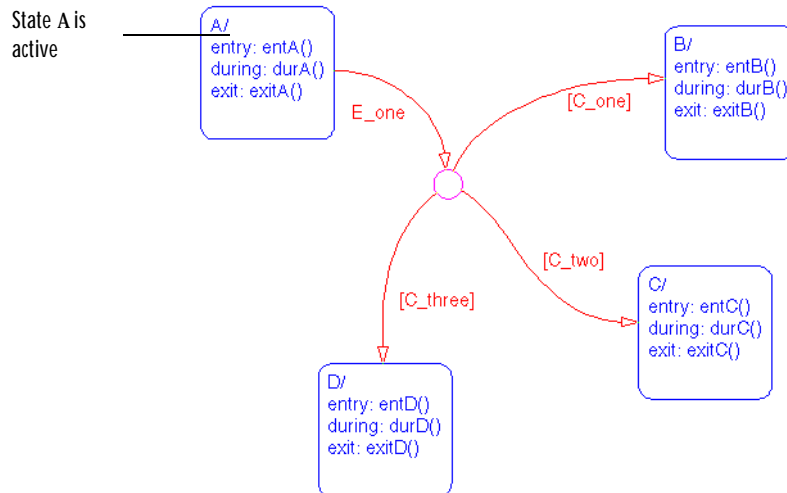 State A is
active
A/
entry: entA()
during: durA()
exit: exitA()
E_one
B/
entry: entB()
during: durB()
exit: exitB()
[C_one]
[C_two]
C/
entry: entC()
during: durC()
exit: exitC()
[C_three]
D/
entry: entD()
during: durD()
exit: exitD()